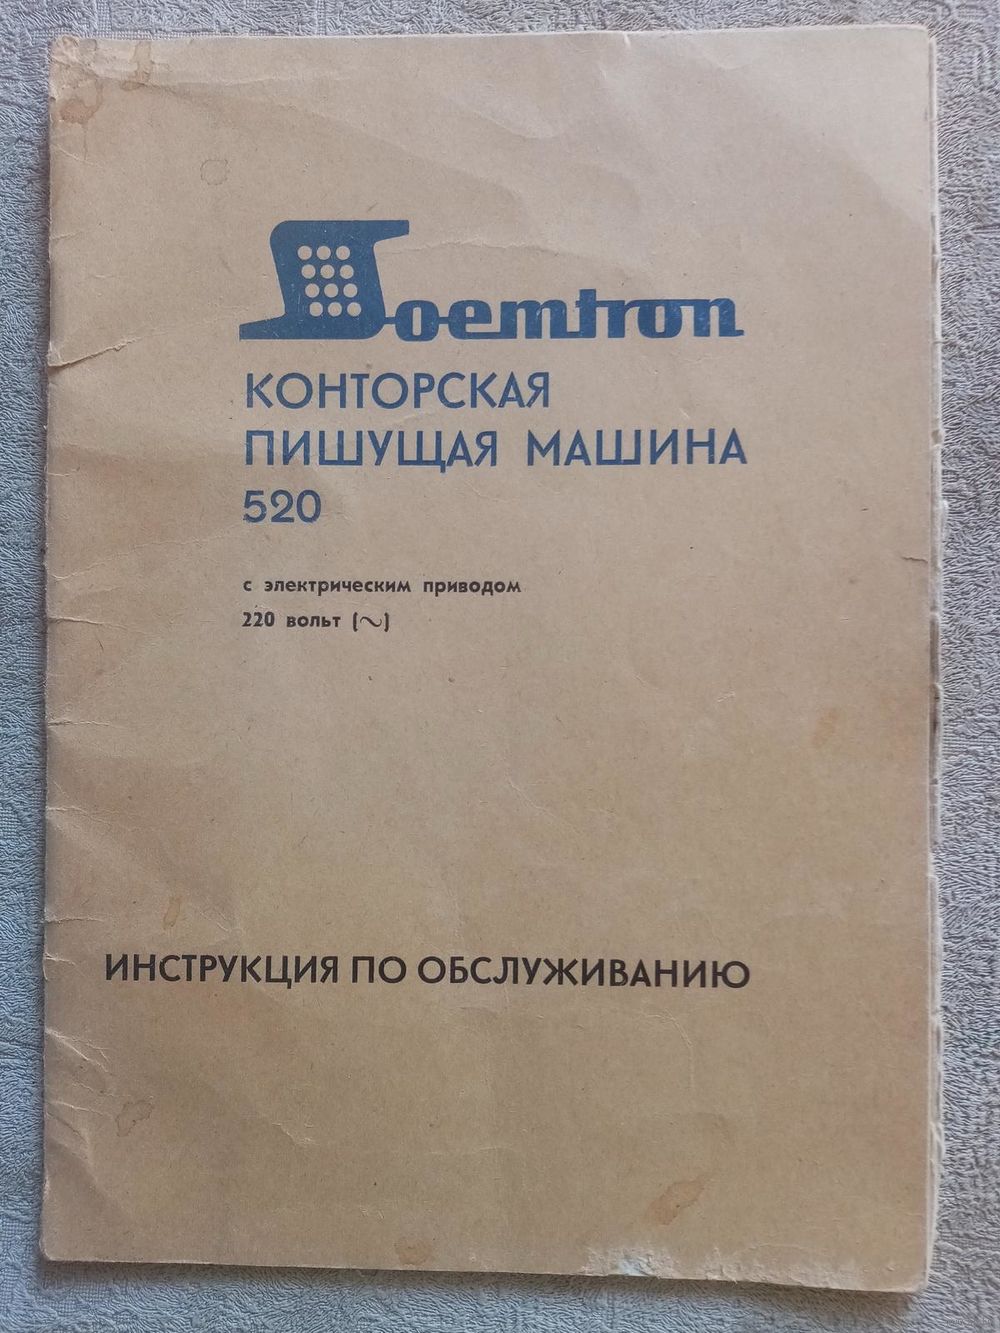 Soemtron
КОНТОРСКАЯ
ПИШУЩАЯ МАШИНА
520
с электрическим приводом
220 вольт (~)
ИНСТРУКЦИЯ ПО ОБСЛУЖИВАНИЮ